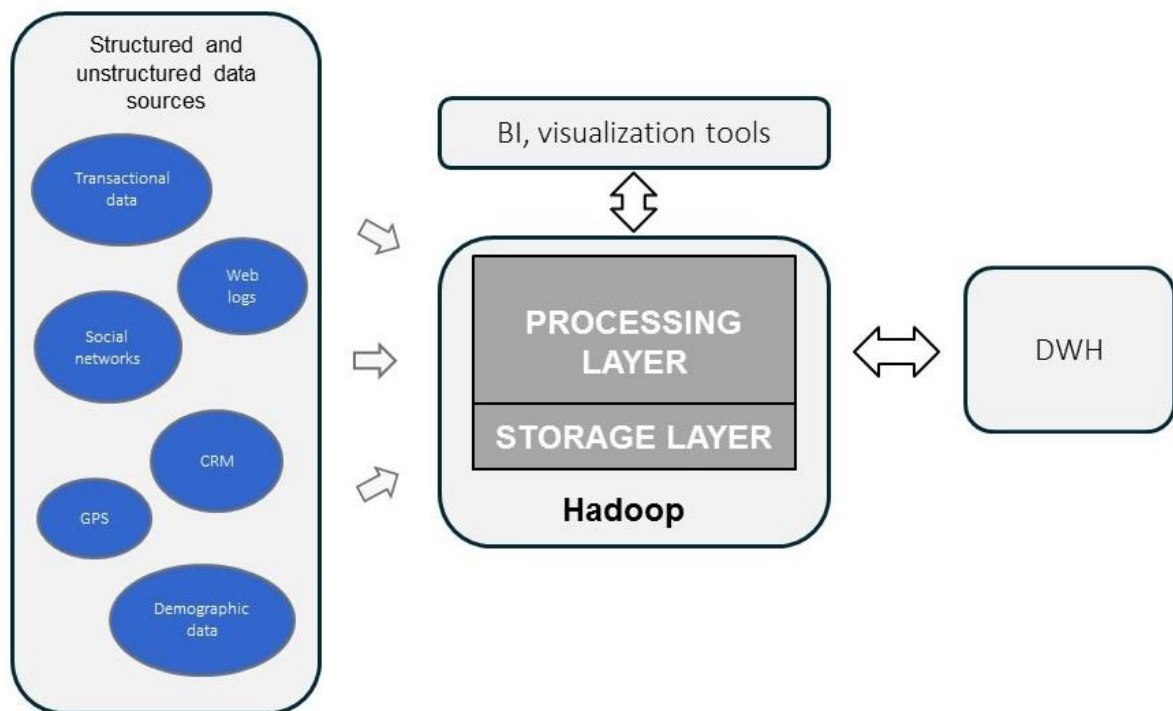 Structured and
unstructured data
sources
Transactional
data
Web
logs
Social
networks
CRM
GPS
Demographic
data
BI, visualization tools
PROCESSING
LAYER
STORAGE LAYER
Hadoop
DWH